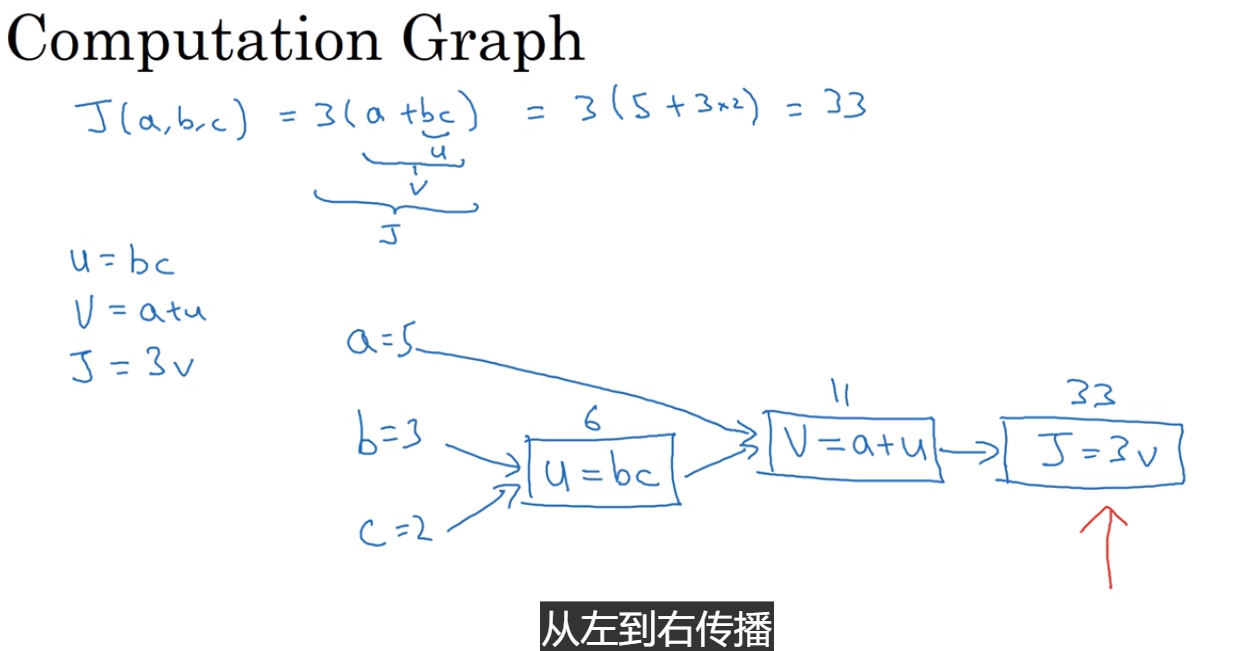 Computation Graph
J(a,b,c) = 3(a+bc) = 3(5+3×2) = 33
u
v
J
u = bc
v = a+u
J = 3v
a=5
11
33
b=3
6
v = a+u
J = 3v
u = bc
c=2
从左到右传播